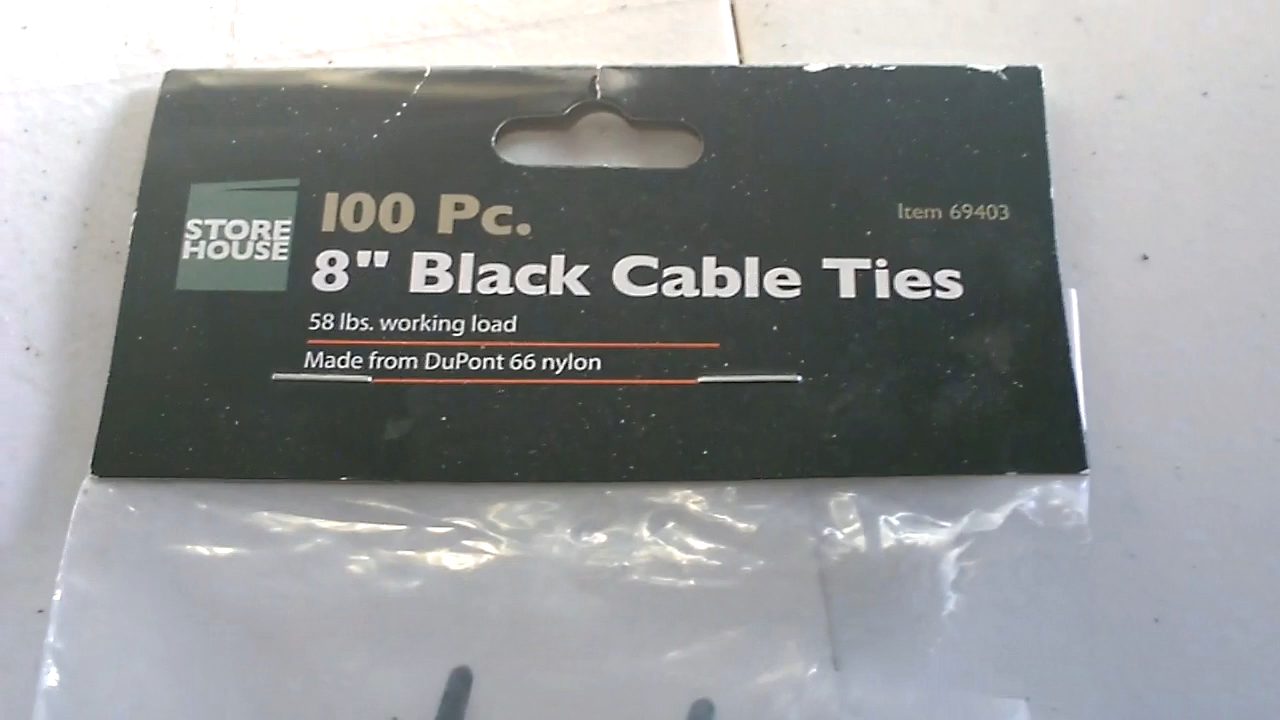 STORE
HOUSE
100 Pc.
Item 69403
8" Black Cable Ties
58 lbs. working load
Made from DuPont 66 nylon